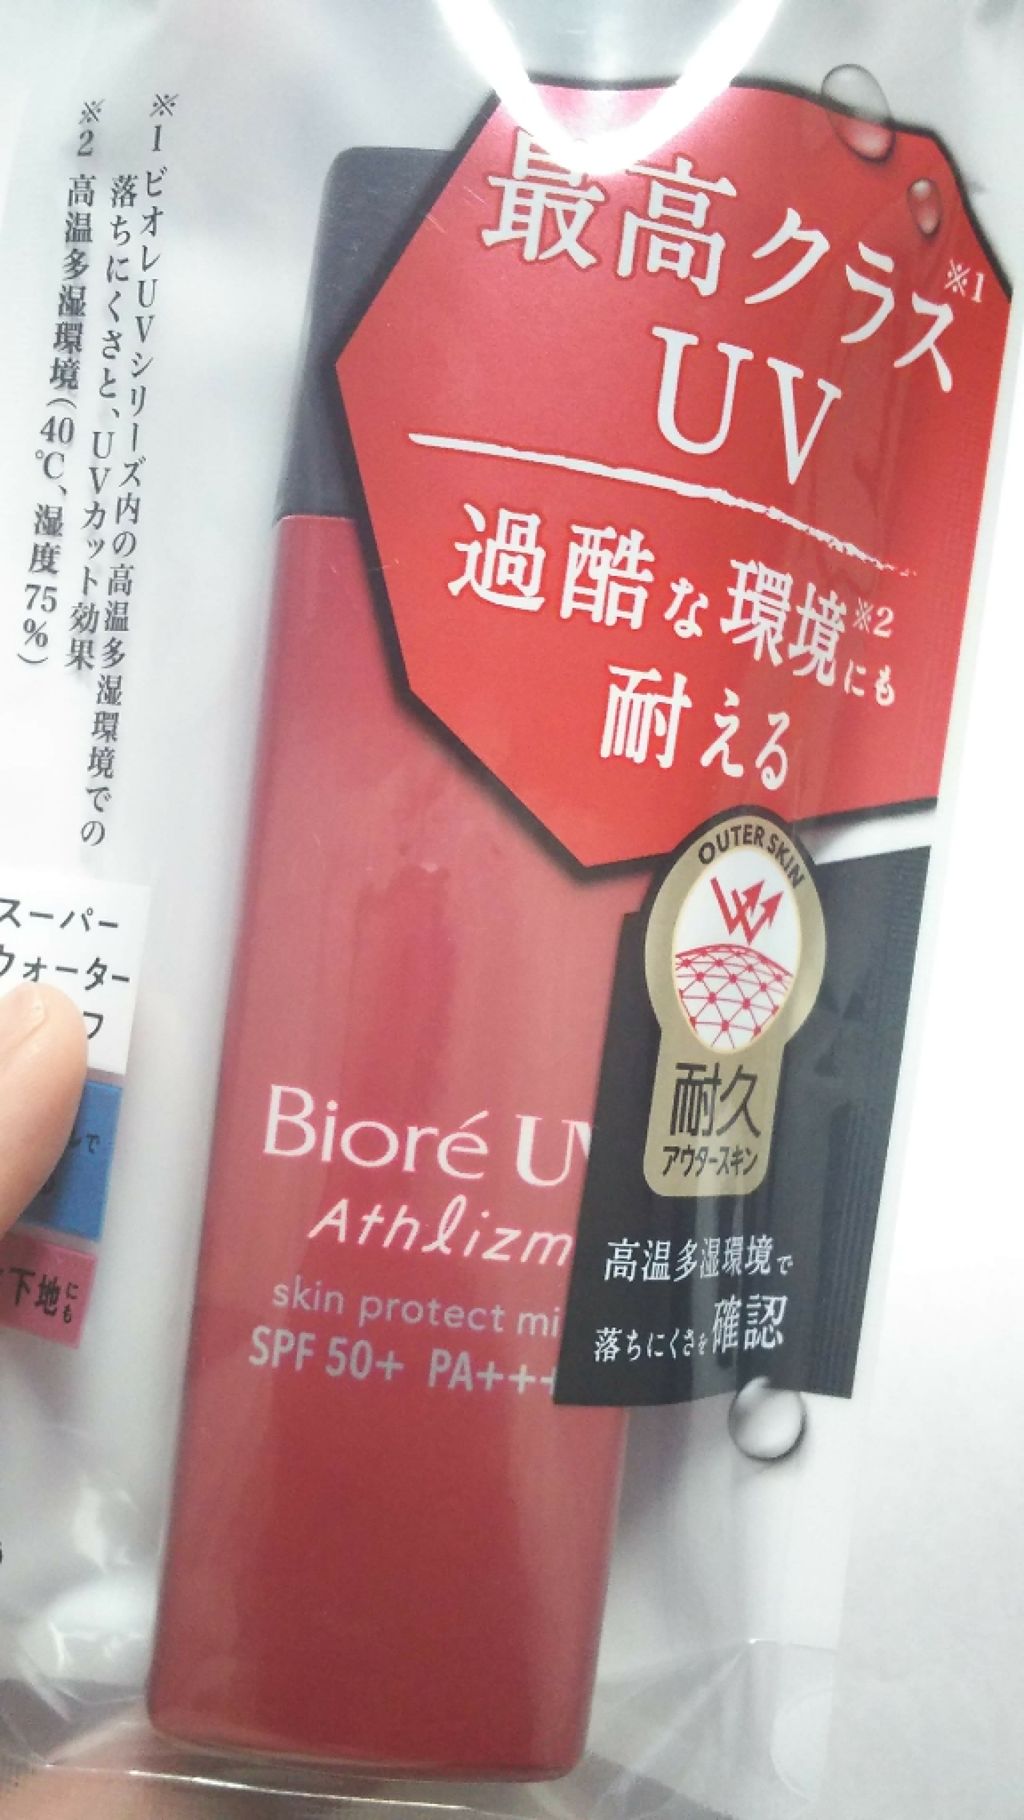 最高クラス※1
UV
過酷な環境※2にも
耐える
OUTER SKIN
耐久
アウタースキン
高温多湿環境で
落ちにくさを確認
Bioré UV
Athlizm
skin protect mi
SPF 50+ PA+++
※1 ビオレUVシリーズ内の高温多湿環境での
落ちにくさと、UVカット効果
※2 高温多湿環境(40℃、湿度75%)
スーパー
ウォーター
フ
で
下地にも